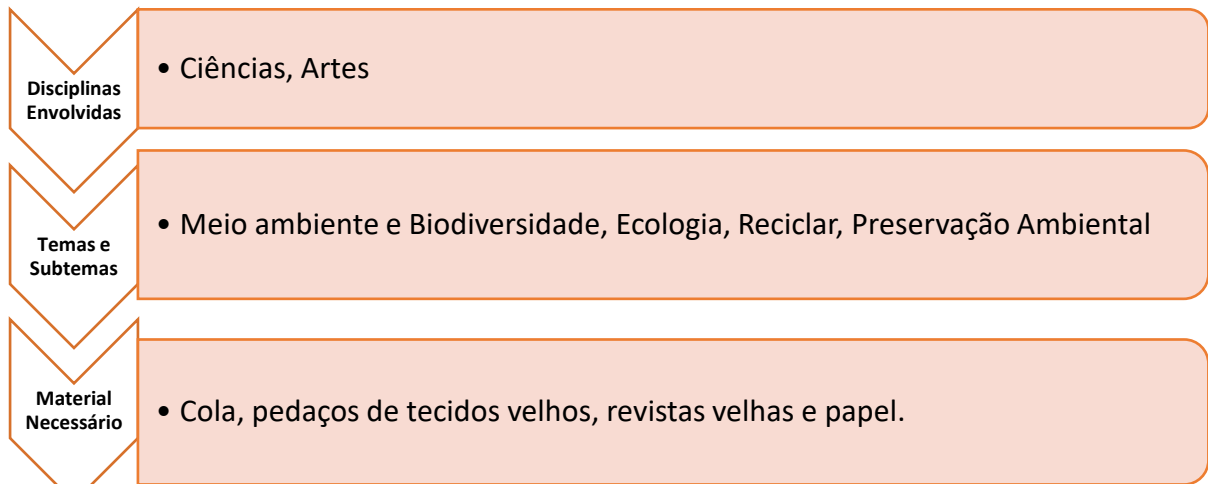 Disciplinas
Envolvidas
• Ciências, Artes
Temas e
Subtemas
• Meio ambiente e Biodiversidade, Ecologia, Reciclar, Preservação Ambiental
Material
Necessário
• Cola, pedaços de tecidos velhos, revistas velhas e papel.